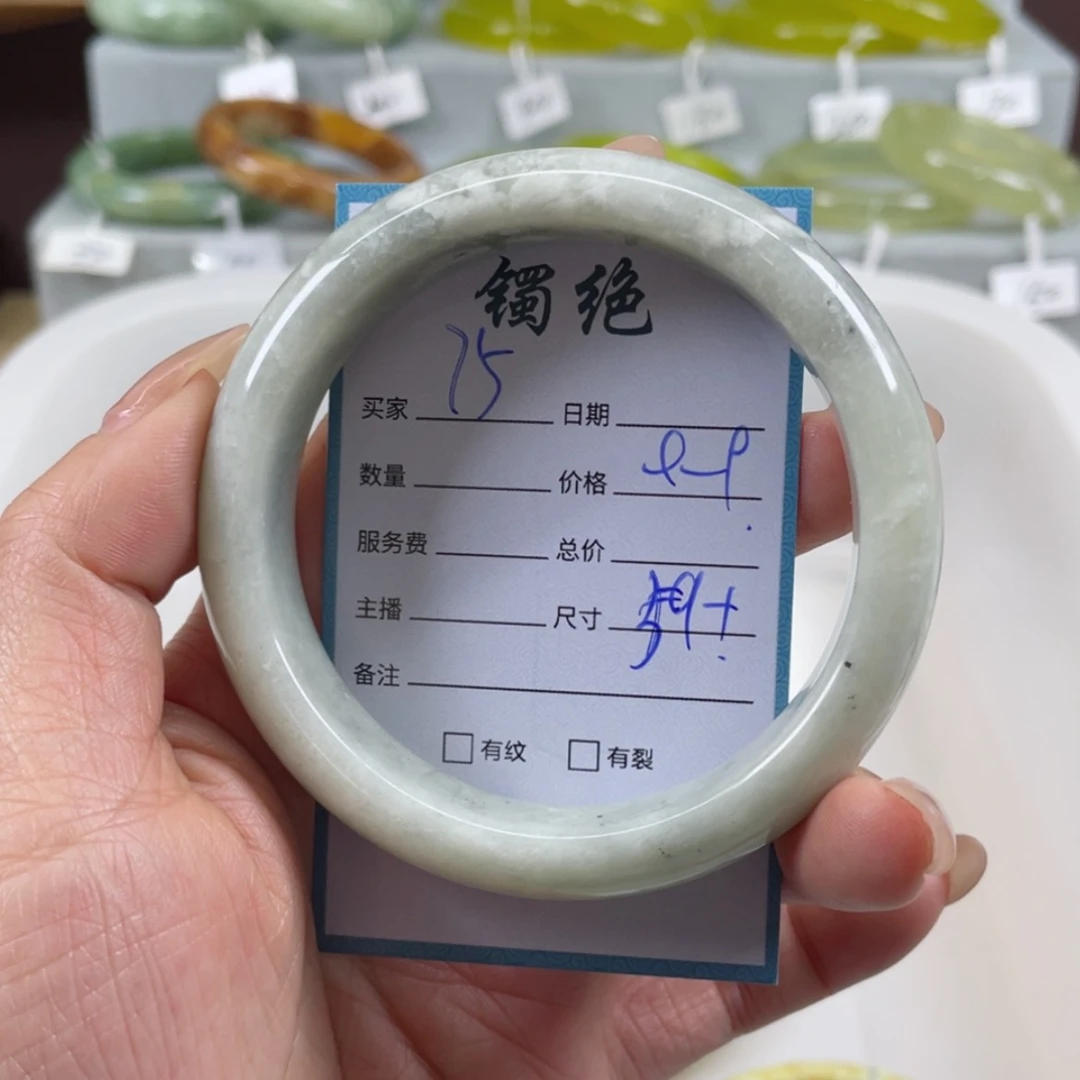 镯绝
买家 75 日期
数量 价格
服务费 总价
主播 尺寸
备注
□ 有纹 □ 有裂